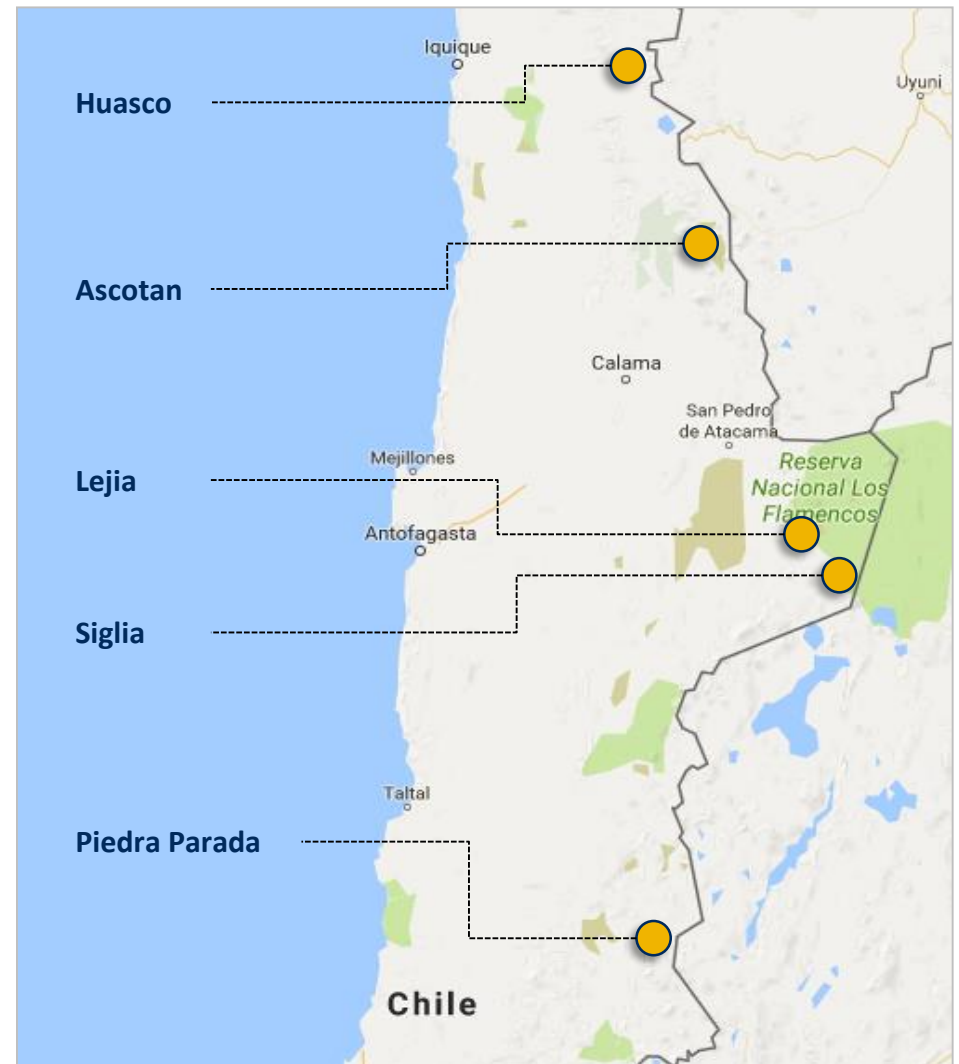 Iquique
Uyuni
Huasco
Ascotan
Calama
San Pedro
de Atacama
Mejillones
Reserva
Nacional Los
Flamencos
Lejia
Antofagasta
Siglia
Taltal
Piedra Parada
Chile